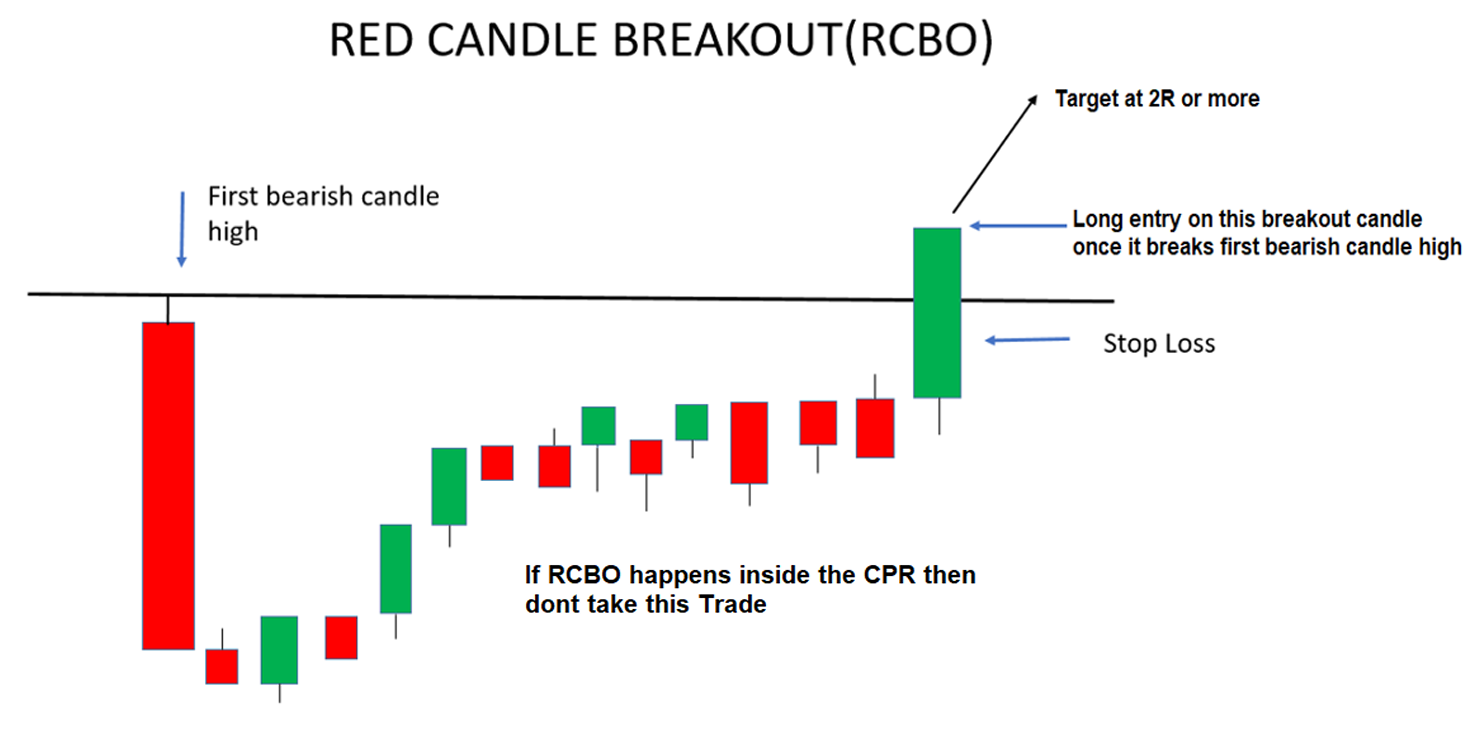 RED CANDLE BREAKOUT(RCBO)
Target at 2R or more
First bearish candle
high
Long entry on this breakout candle
once it breaks first bearish candle high
Stop Loss
If RCBO happens inside the CPR then
dont take this Trade